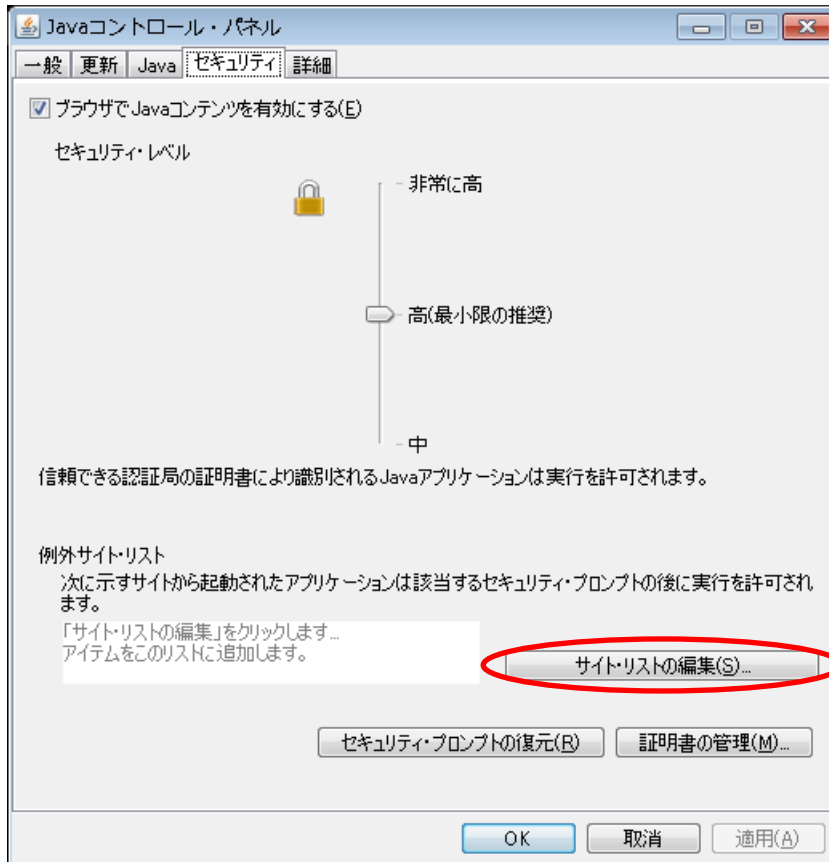 Javaコントロール・パネル
一般 更新 Java セキュリティ 詳細
ブラウザでJavaコンテンツを有効にする(E)
セキュリティ・レベル
非常に高
高(最小限の推奨)
中
信頼できる認証局の証明書により識別されるJavaアプリケーションは実行を許可されます。
例外サイト・リスト
次に示すサイトから起動されたアプリケーションは該当するセキュリティ・プロンプトの後に実行を許可され
ます。
「サイト・リストの編集」をクリックします...
アイテムをこのリストに追加します。
サイト・リストの編集(S)...
セキュリティ・プロンプトの復元(R) 証明書の管理(M)...
OK 取消 適用(A)